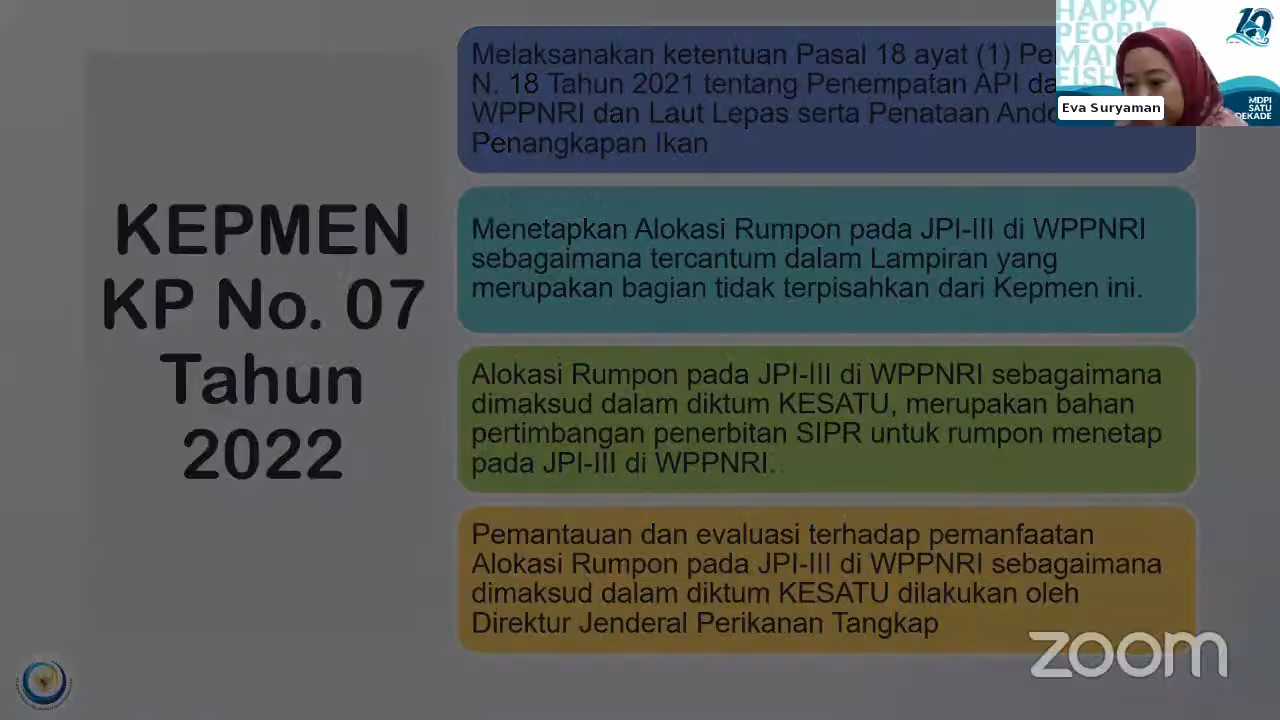 KEPMEN
KP No. 07
Tahun
2022
Melaksanakan ketentuan Pasal 18 ayat (1)
N. 18 Tahun 2021 tentang Penempatan API
WPPNRI dan Laut Lepas serta Penataan
Penangkapan Ikan
Menetapkan Alokasi Rumpon pada JPI-III di WPPNRI
sebagaimana tercantum dalam Lampiran yang
merupakan bagian tidak terpisahkan dari Kepmen ini.
Alokasi Rumpon pada JPI-III di WPPNRI sebagaimana
dimaksud dalam diktum KESATU, merupakan bahan
pertimbangan penerbitan SIPR untuk rumpon menetap
pada JPI-III di WPPNRI.
Pemantauan dan evaluasi terhadap pemanfaatan
Alokasi Rumpon pada JPI-III di WPPNRI sebagaimana
dimaksud dalam diktum KESATU dilakukan oleh
Direktur Jenderal Perikanan Tangkap
HAPPY
Eva Suryaman
MDPI
SATU
DEKADE
zoom